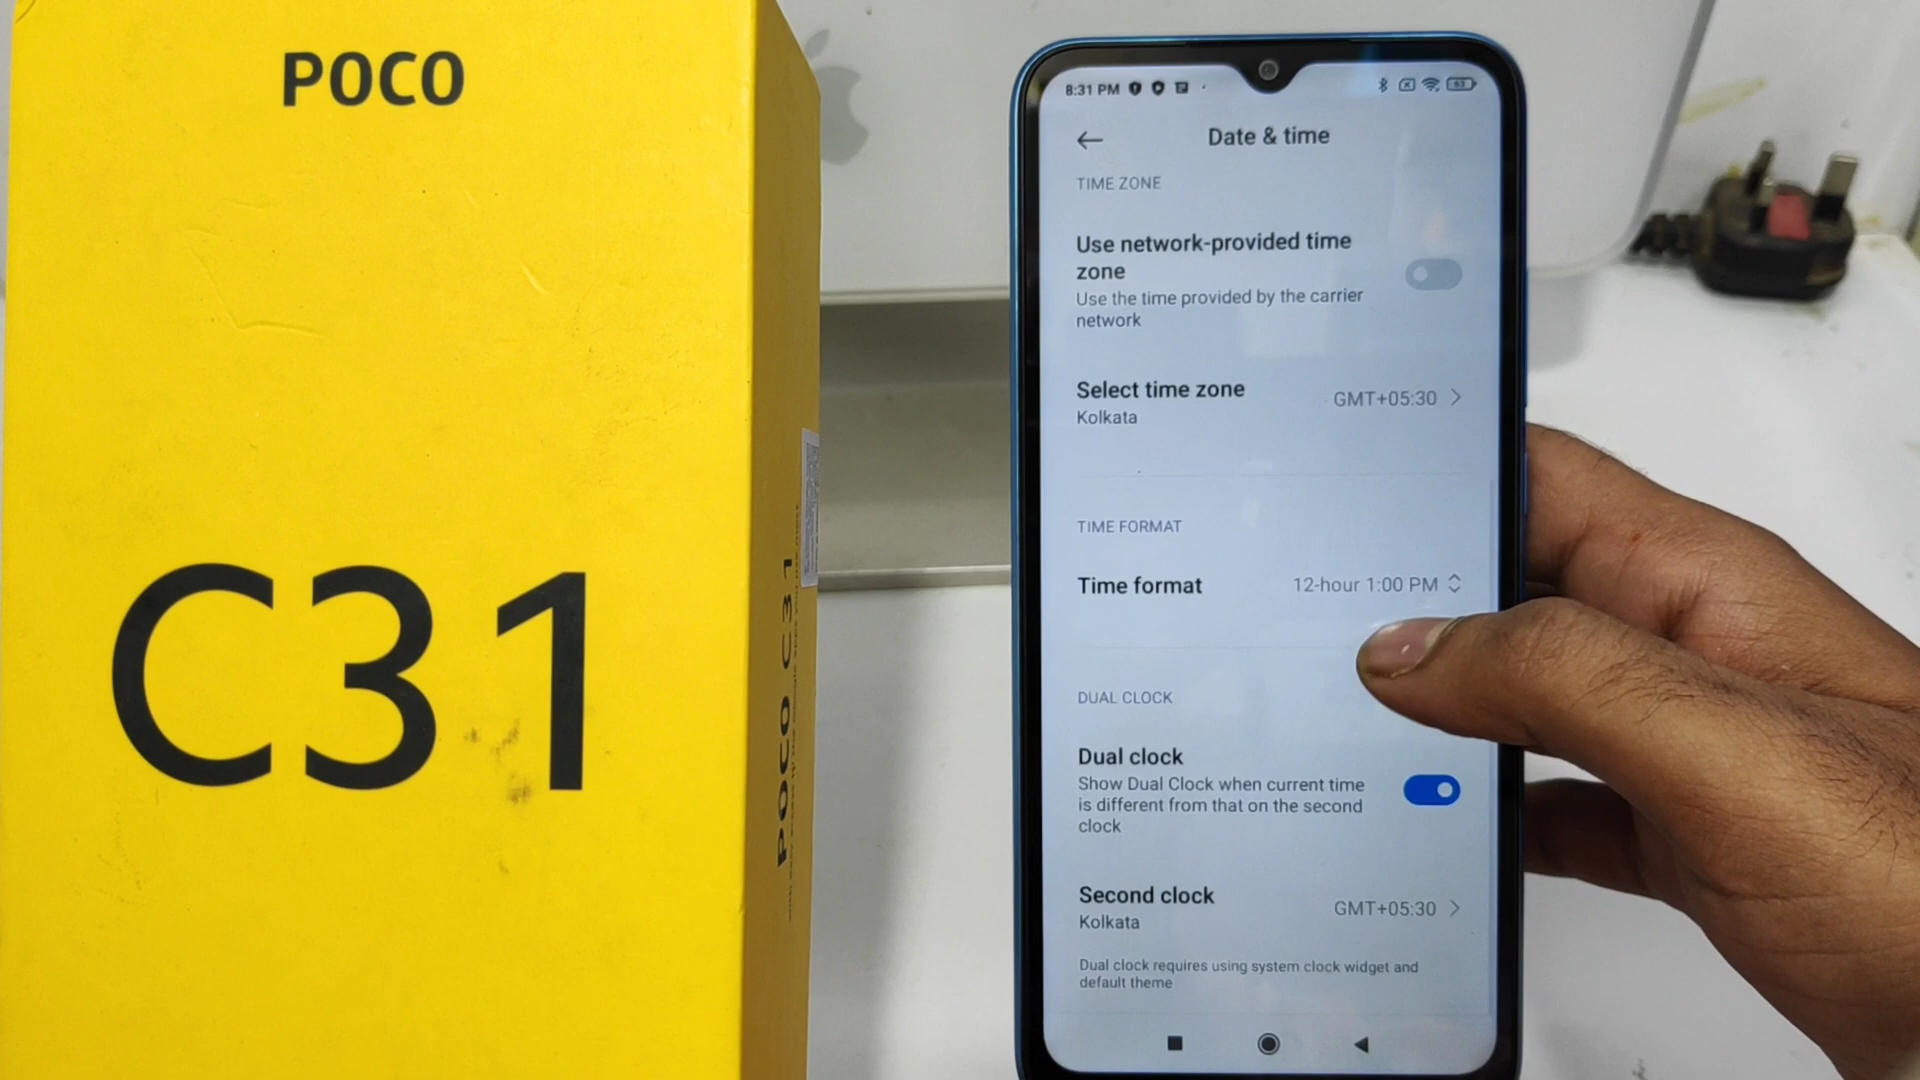 POCO
C31
POCO C31
8:31 PM
63
Date & time
TIME ZONE
Use network-provided time
zone
Use the time provided by the carrier
network
Select time zone
Kolkata
GMT+05:30
TIME FORMAT
Time format
12-hour 1:00 PM
DUAL CLOCK
Dual clock
Show Dual Clock when current time
is different from that on the second
clock
Second clock
Kolkata
GMT+05:30
Dual clock requires using system clock widget and
default theme